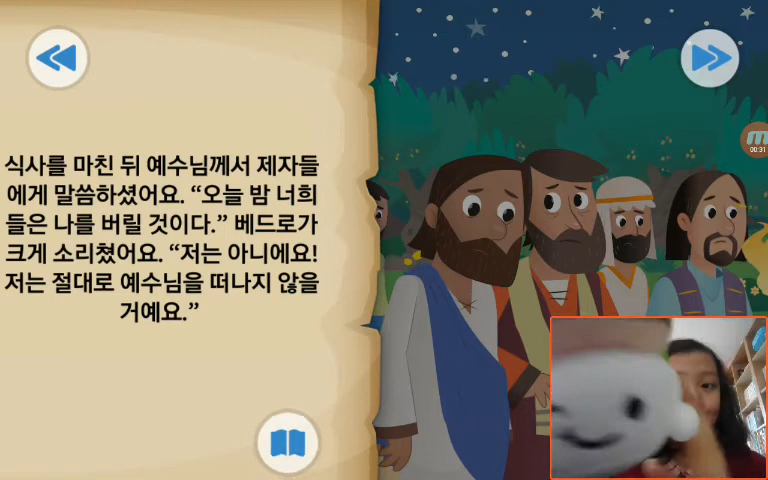 식사를 마친 뒤 예수님께서 제자들
에게 말씀하셨어요. “오늘 밤 너희
들은 나를 버릴 것이다.” 베드로가
크게 소리쳤어요. “저는 아니에요!
저는 절대로 예수님을 떠나지 않을
거예요.”
00:31